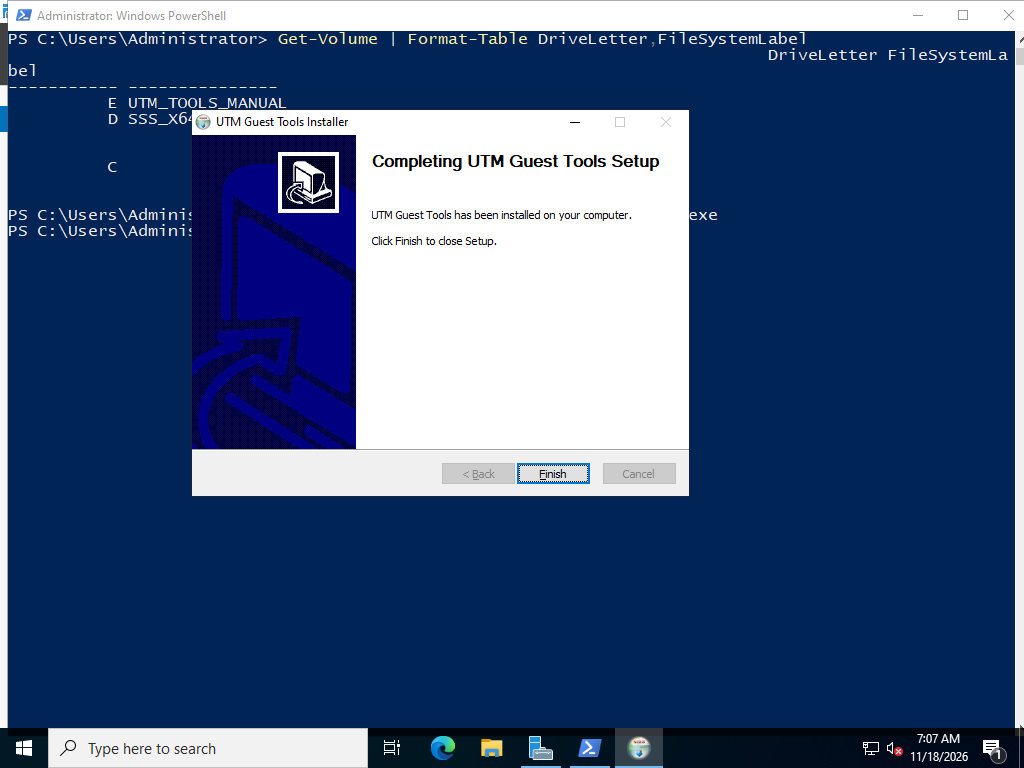 Administrator: Windows PowerShell
PS C:\Users\Administrator> Get-Volume | Format-Table DriveLetter,FileSystemLabel
DriveLetter FileSystemLa
bel
----------- ---------------
E UTM_TOOLS_MANUAL
D SSS_X64
C
PS C:\Users\Adminis
exe
PS C:\Users\Adminis
UTM Guest Tools Installer
Completing UTM Guest Tools Setup
UTM Guest Tools has been installed on your computer.
Click Finish to close Setup.
< Back
Finish
Cancel
Type here to search
7:07 AM
11/18/2026
1